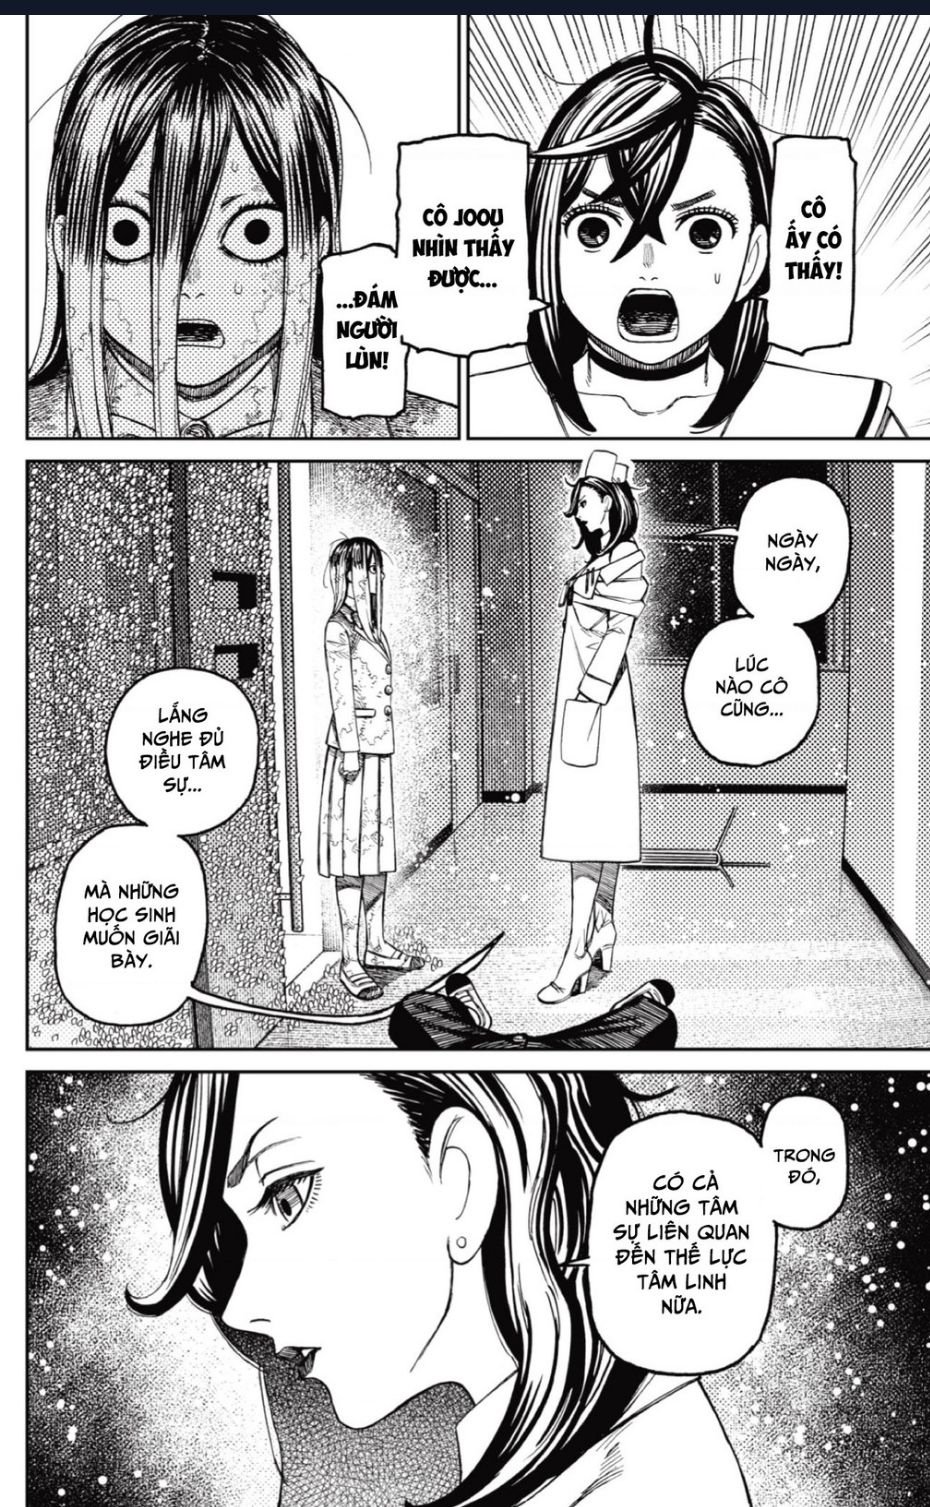 CÔ
ẤY CÓ
THẤY!
CÔ JOOU
NHÌN THẤY
ĐƯỢC...
...ĐÁM
NGƯỜI
LÙN!
NGÀY
NGÀY,
LÚC
NÀO CÔ
CŨNG...
LẮNG
NGHE ĐỦ
ĐIỀU TÂM
SỰ...
MÀ NHỮNG
HỌC SINH
MUỐN GIÃI
BÀY.
TRONG
ĐÓ,
CÓ CẢ
NHỮNG TÂM
SỰ LIÊN QUAN
ĐẾN THẾ LỰC
TÂM LINH
NỮA.